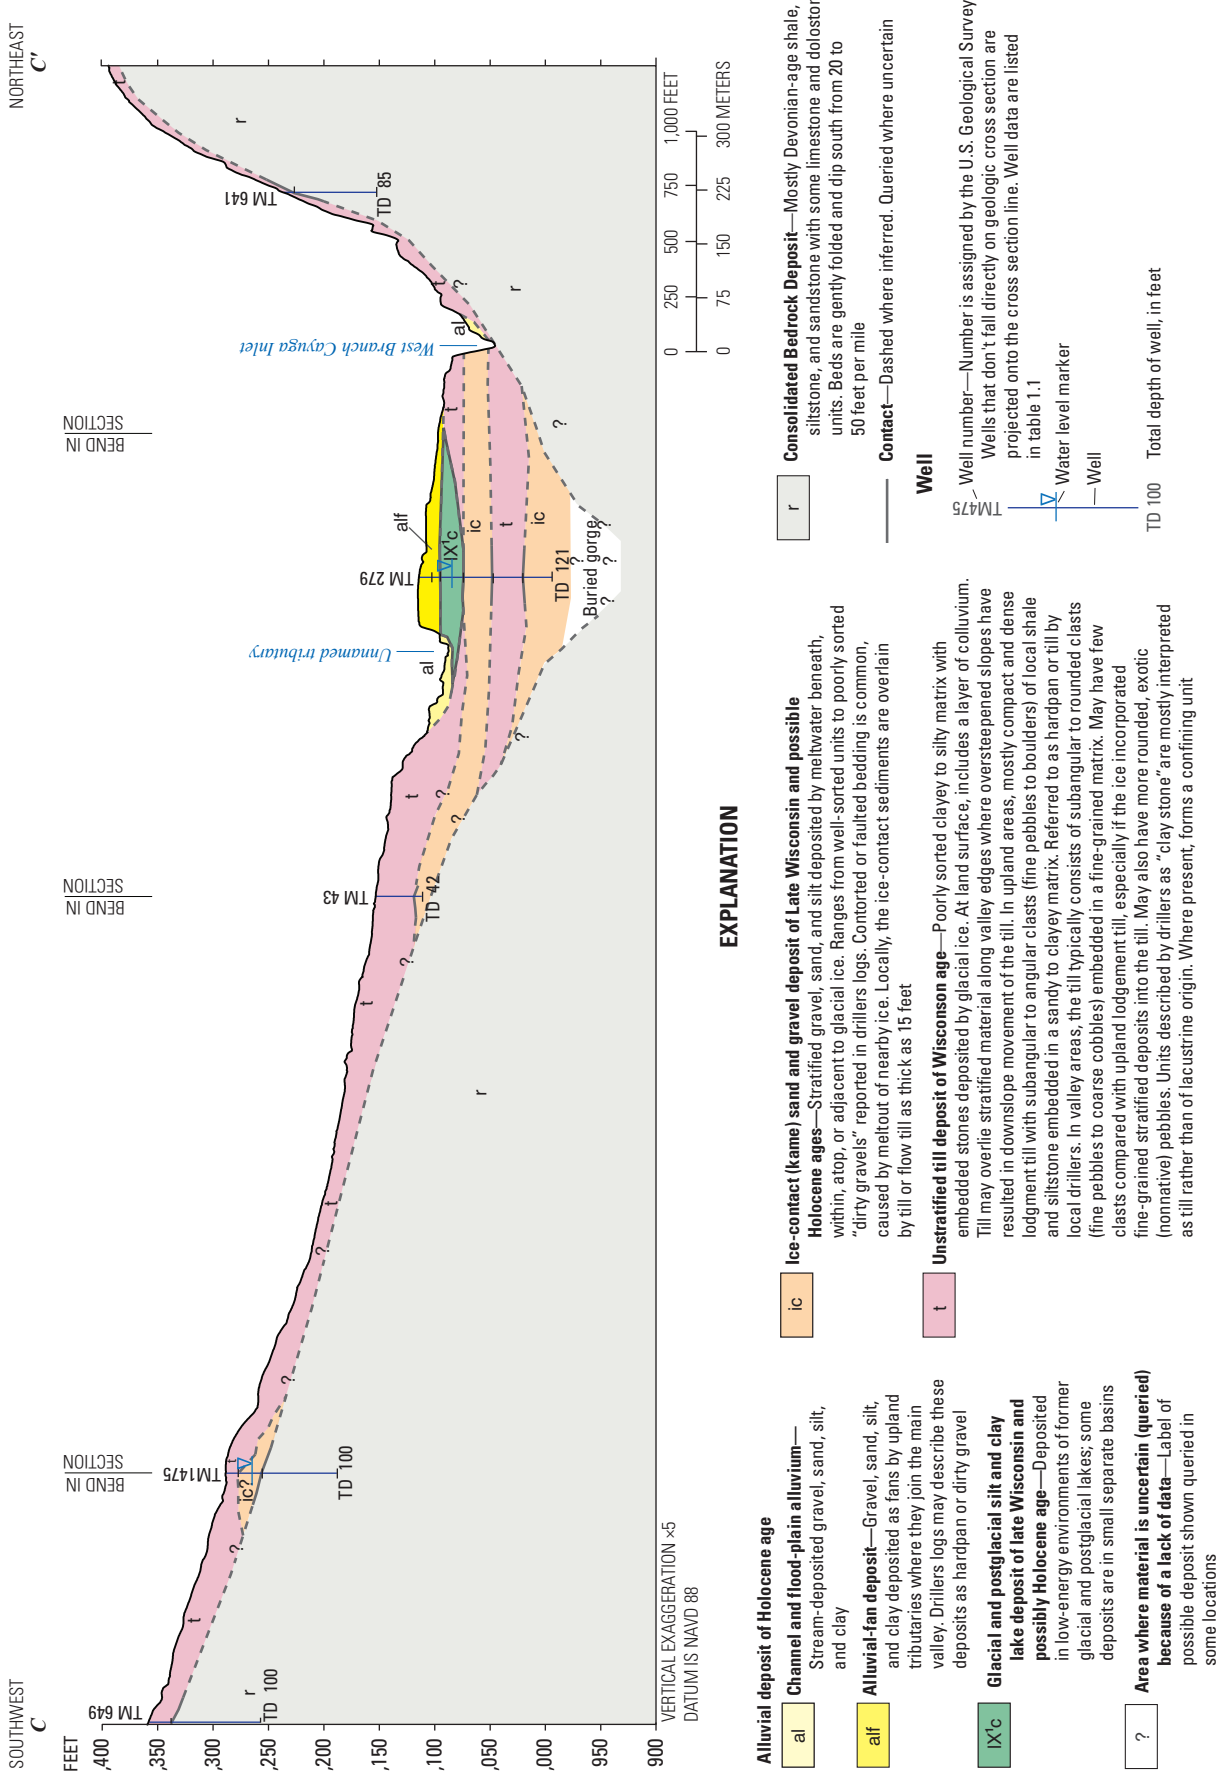 SOUTHWEST
C
NORTHEAST
C'
FEET
,400
,350
,300
,250
,200
,150
,100
,050
,000
950
900
BEND IN
SECTION
BEND IN
SECTION
BEND IN
SECTION
TM 649
TD 100
r
t
?
TM1475
t
ic?
TD 100
?
?
t
r
t
?
TM 43
TD 42
t
?
?
?
al
Unnamed tributary
TM 279
alf
lX¹c
ic
t
ic
TD 121
Buried gorge
?
?
?
?
?
t
West Branch Cayuga Inlet
al
t
?
r
TM 641
TD 85
r
t
VERTICAL EXAGGERATION ×5
DATUM IS NAVD 88
0 250 500 750 1,000 FEET
0 75 150 225 300 METERS
EXPLANATION
Alluvial deposit of Holocene age
al
Channel and flood-plain alluvium—
Stream-deposited gravel, sand, silt,
and clay
alf
Alluvial-fan deposit—Gravel, sand, silt,
and clay deposited as fans by upland
tributaries where they join the main
valley. Drillers logs may describe these
deposits as hardpan or dirty gravel
lX¹c
Glacial and postglacial silt and clay
lake deposit of late Wisconsin and
possibly Holocene age—Deposited
in low-energy environments of former
glacial and postglacial lakes; some
deposits are in small separate basins
?
Area where material is uncertain (queried)
because of a lack of data—Label of
possible deposit shown queried in
some locations
ic
Ice-contact (kame) sand and gravel deposit of Late Wisconsin and possible
Holocene ages—Stratified gravel, sand, and silt deposited by meltwater beneath,
within, atop, or adjacent to glacial ice. Ranges from well-sorted units to poorly sorted
“dirty gravels” reported in drillers logs. Contorted or faulted bedding is common,
caused by meltout of nearby ice. Locally, the ice-contact sediments are overlain
by till or flow till as thick as 15 feet
t
Unstratified till deposit of Wisconson age—Poorly sorted clayey to silty matrix with
embedded stones deposited by glacial ice. At land surface, includes a layer of colluvium.
Till may overlie stratified material along valley edges where oversteepened slopes have
resulted in downslope movement of the till. In upland areas, mostly compact and dense
lodgment till with subangular to angular clasts (fine pebbles to boulders) of local shale
and siltstone embedded in a sandy to clayey matrix. Referred to as hardpan or till by
local drillers. In valley areas, the till typically consists of subangular to rounded clasts
(fine pebbles to coarse cobbles) embedded in a fine-grained matrix. May have few
clasts compared with upland lodgement till, especially if the ice incorporated
fine-grained stratified deposits into the till. May also have more rounded, exotic
(nonnative) pebbles. Units described by drillers as “clay stone” are mostly interpreted
as till rather than of lacustrine origin. Where present, forms a confining unit
r
Consolidated Bedrock Deposit—Mostly Devonian-age shale,
siltstone, and sandstone with some limestone and dolostor
units. Beds are gently folded and dip south from 20 to
50 feet per mile
Contact—Dashed where inferred. Queried where uncertain
Well
TM475
Well number—Number is assigned by the U.S. Geological Survey
Wells that don’t fall directly on geologic cross section are
projected onto the cross section line. Well data are listed
in table 1.1
Water level marker
Well
TD 100 Total depth of well, in feet